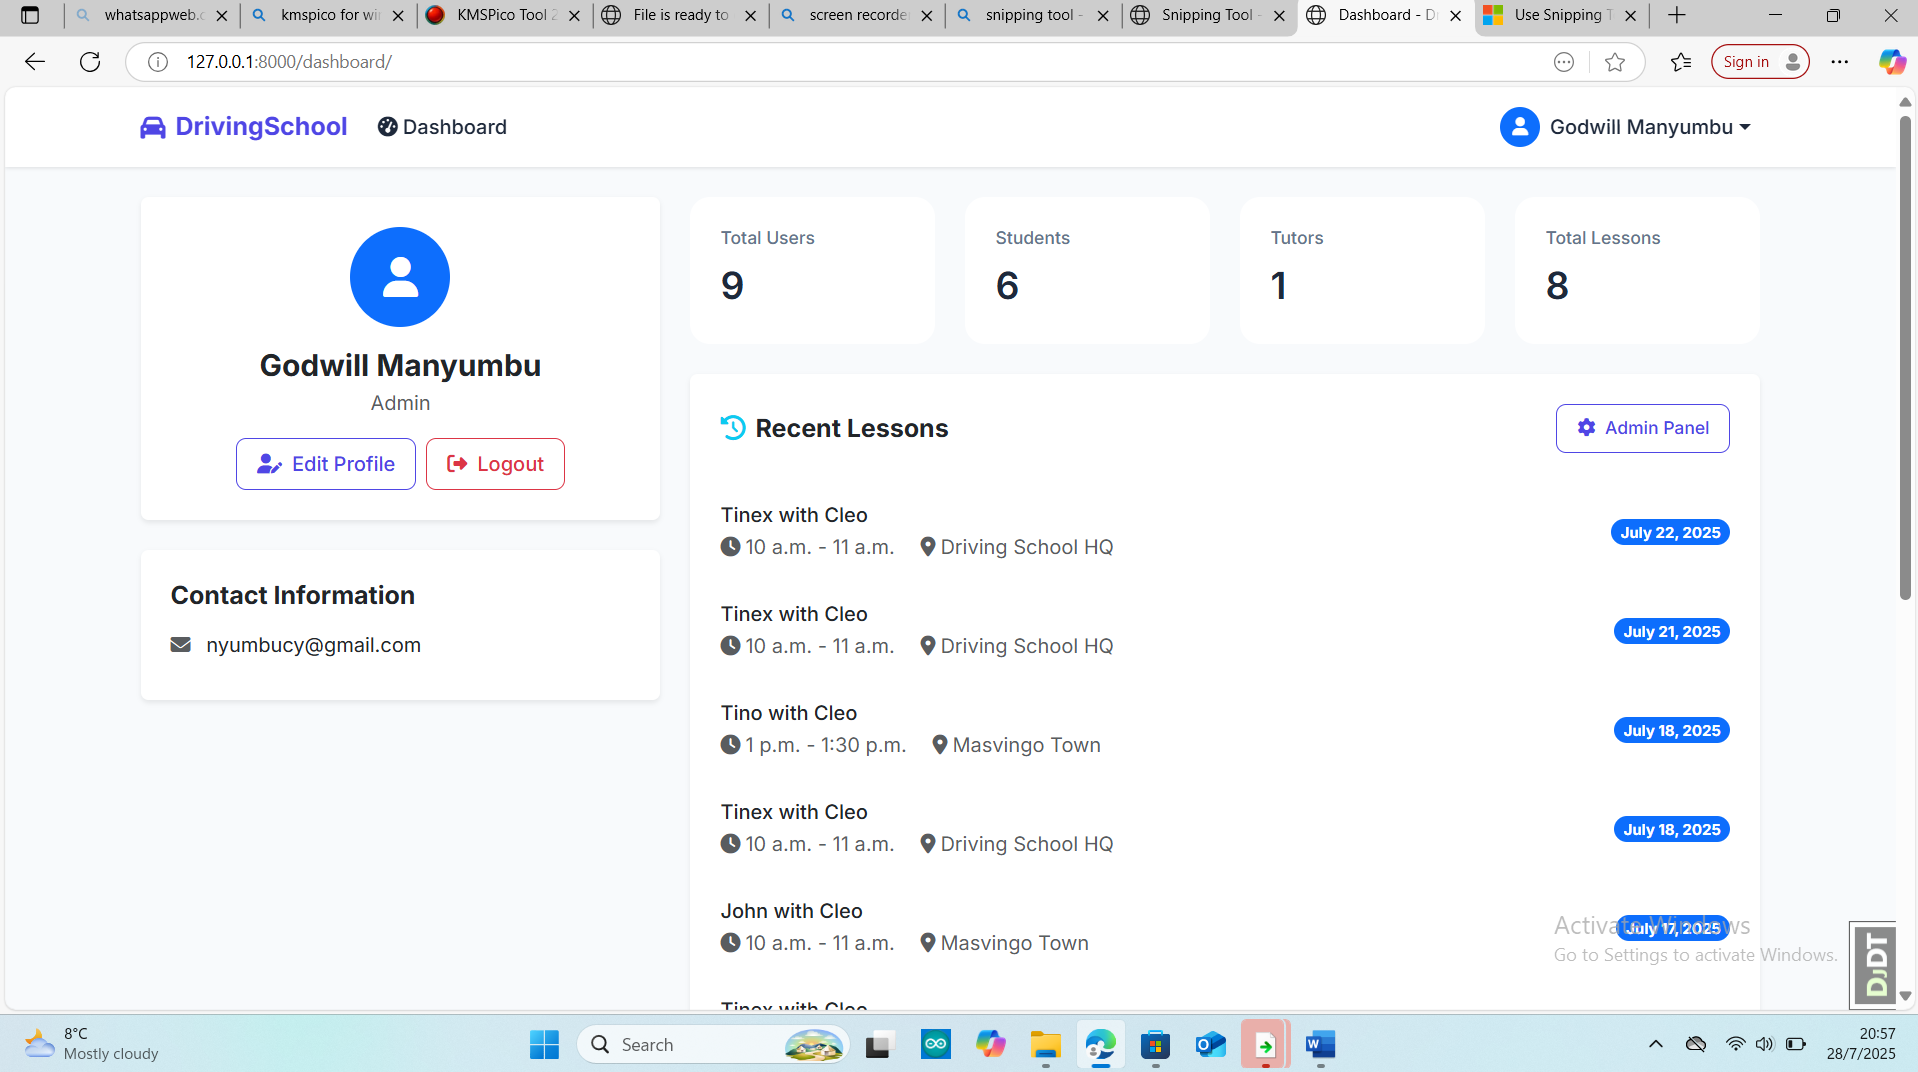 whatsappweb.c
kmspico for wi
KMSPico Tool 2
File is ready to
screen recorde
snipping tool -
Snipping Tool -
Dashboard - D
Use Snipping T
127.0.0.1:8000/dashboard/
Sign in
DrivingSchool
Dashboard
Godwill Manyumbu
Godwill Manyumbu
Admin
Edit Profile
Logout
Contact Information
nyumbucy@gmail.com
Total Users
9
Students
6
Tutors
1
Total Lessons
8
Recent Lessons
Admin Panel
Tinex with Cleo
10 a.m. - 11 a.m. Driving School HQ
July 22, 2025
Tinex with Cleo
10 a.m. - 11 a.m. Driving School HQ
July 21, 2025
Tino with Cleo
1 p.m. - 1:30 p.m. Masvingo Town
July 18, 2025
Tinex with Cleo
10 a.m. - 11 a.m. Driving School HQ
July 18, 2025
John with Cleo
10 a.m. - 11 a.m. Masvingo Town
July 17, 2025
Tinex with Cleo
Activate Windows
Go to Settings to activate Windows.
DjDT
8°C
Mostly cloudy
Search
20:57
28/7/2025